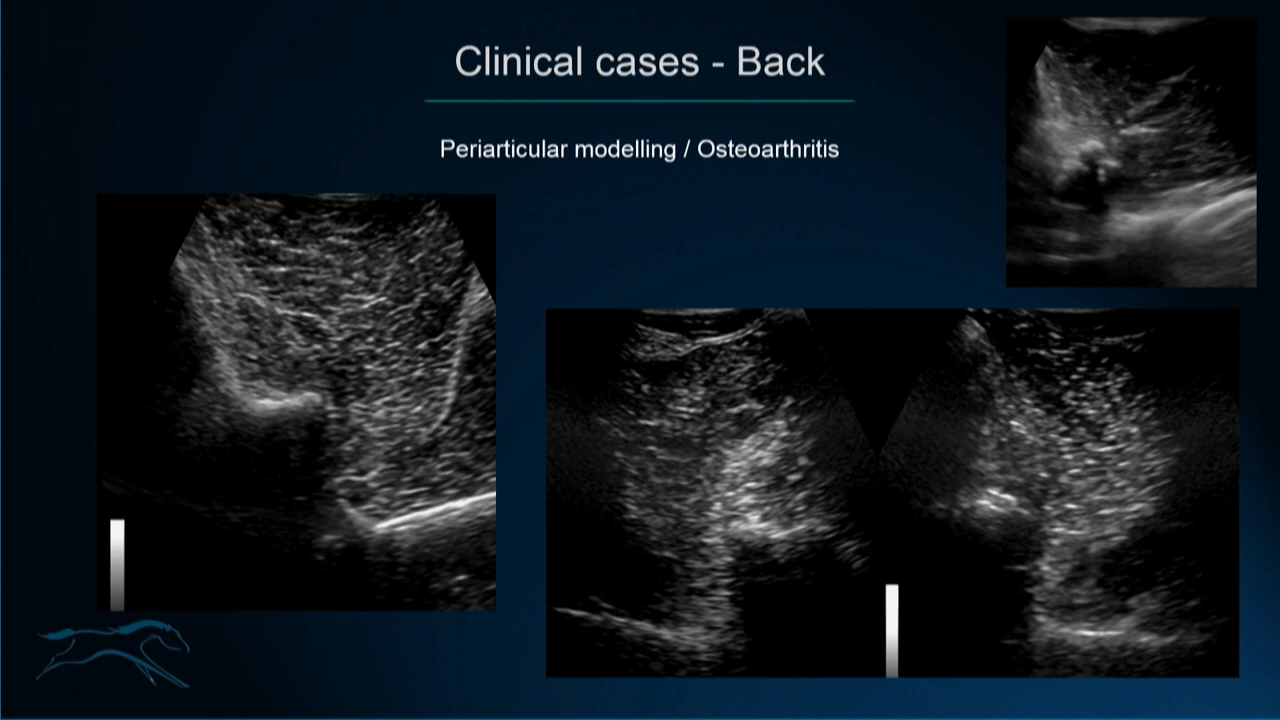 Clinical cases - Back
Periarticular modelling / Osteoarthritis